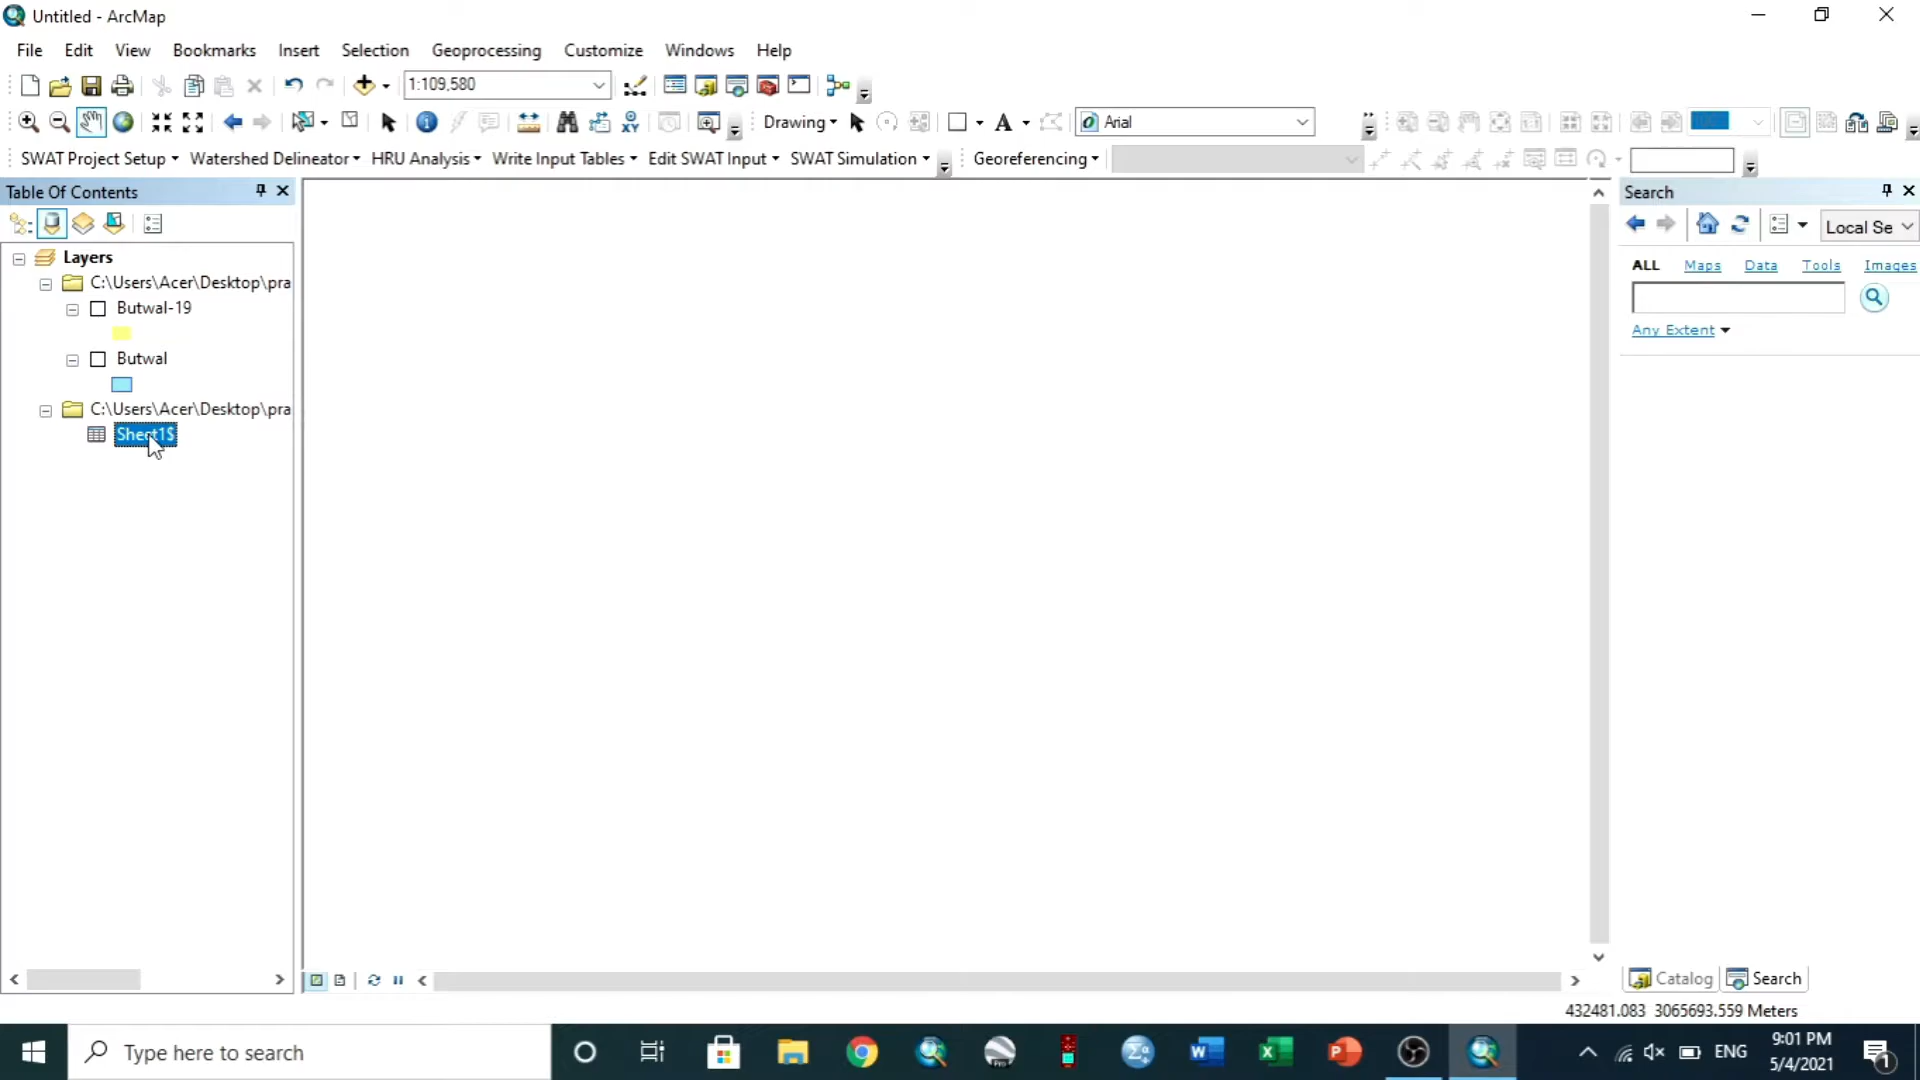 Untitled - ArcMap
File Edit View Bookmarks Insert Selection Geoprocessing Customize Windows Help
1:109,580
Drawing A Arial
SWAT Project Setup Watershed Delineator HRU Analysis Write Input Tables Edit SWAT Input SWAT Simulation Georeferencing
Table Of Contents
Layers
C:\Users\Acer\Desktop\pra
Butwal-19
Butwal
C:\Users\Acer\Desktop\pra
Sheet1$
Search
Local Se
ALL Maps Data Tools Images
Any Extent
Catalog Search
432481.083 3065693.559 Meters
Type here to search
ENG
9:01 PM
5/4/2021
1